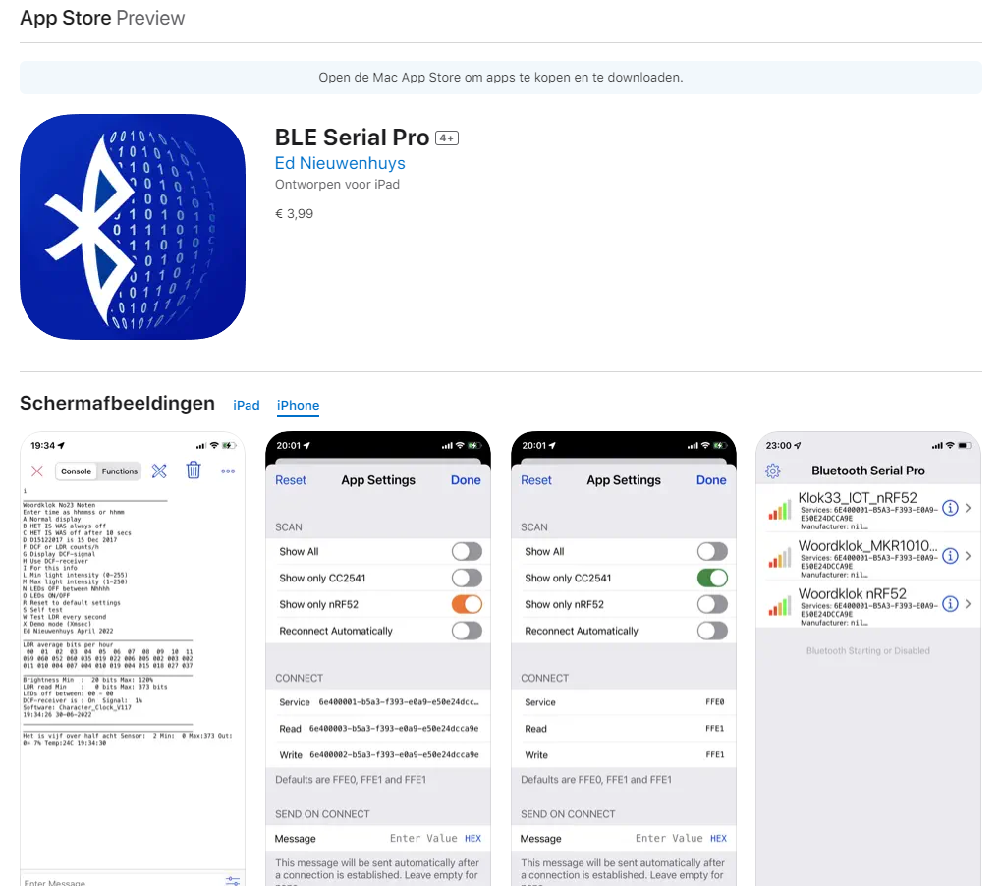 App Store Preview
Open de Mac App Store om apps te kopen en te downloaden.
BLE Serial Pro 4+
Ed Nieuwenhuys
Ontworpen voor iPad
€ 3,99
Schermafbeeldingen iPad iPhone
19:34
Console Functions
i
Woordklok No23 Noten
Enter time as hhmmss or hhmm
A Normal display
B HET IS WAS always off
C HET IS WAS off after 10 secs
D D15122017 is 15 Dec 2017
F DCF or LDR counts/h
G Display DCF-signal
H Use DCF-receiver
I For this info
L Min light intensity (0-255)
M Max light intensity (1-250)
N LEDs OFF between Nhhhh
O LEDs ON/OFF
R Reset to default settings
S Self test
W Test LDR every second
X Demo mode (Xmsec)
Ed Nieuwenhuys April 2022
LDR average bits per hour
00 01 02 03 04 05 06 07 08 09 10 11
059 060 052 060 035 019 022 006 005 002 003 002
011 010 004 007 004 010 019 004 015 018 027 037
Brightness Min : 20 bits Max: 120%
LDR read Min : 0 bits Max: 373 bits
LEDs off between: 00 - 00
DCF-receiver is : On Signal: 1%
Software: Character_Clock_V117
19:34:26 30-06-2022
Het is vijf over half acht Sensor: 2 Min: 0 Max:373 Out:
0= 7% Temp:24C 19:34:30
Enter Message
20:01
Reset App Settings Done
SCAN
Show All
Show only CC2541
Show only nRF52
Reconnect Automatically
CONNECT
Service 6e400001-b5a3-f393-e0a9-e50e24dcc...
Read 6e400003-b5a3-f393-e0a9-e50e24dcca9e
Write 6e400002-b5a3-f393-e0a9-e50e24dcca9e
Defaults are FFE0, FFE1 and FFE1
SEND ON CONNECT
Message Enter Value HEX
This message will be sent automatically after
a connection is established. Leave empty for
20:01
Reset App Settings Done
SCAN
Show All
Show only CC2541
Show only nRF52
Reconnect Automatically
CONNECT
Service FFE0
Read FFE1
Write FFE1
Defaults are FFE0, FFE1 and FFE1
SEND ON CONNECT
Message Enter Value HEX
This message will be sent automatically after
a connection is established. Leave empty for
23:00
Bluetooth Serial Pro
Klok33_IOT_nRF52
Services: 6E400001-B5A3-F393-E0A9-
E50E24DCCA9E
Manufacturer: nil…
Woordklok_MKR1010...
Services: 6E400001-B5A3-F393-E0A9-
E50E24DCCA9E
Manufacturer: nil…
Woordklok nRF52
Services: 6E400001-B5A3-F393-E0A9-
E50E24DCCA9E
Manufacturer: nil…
Bluetooth Starting or Disabled